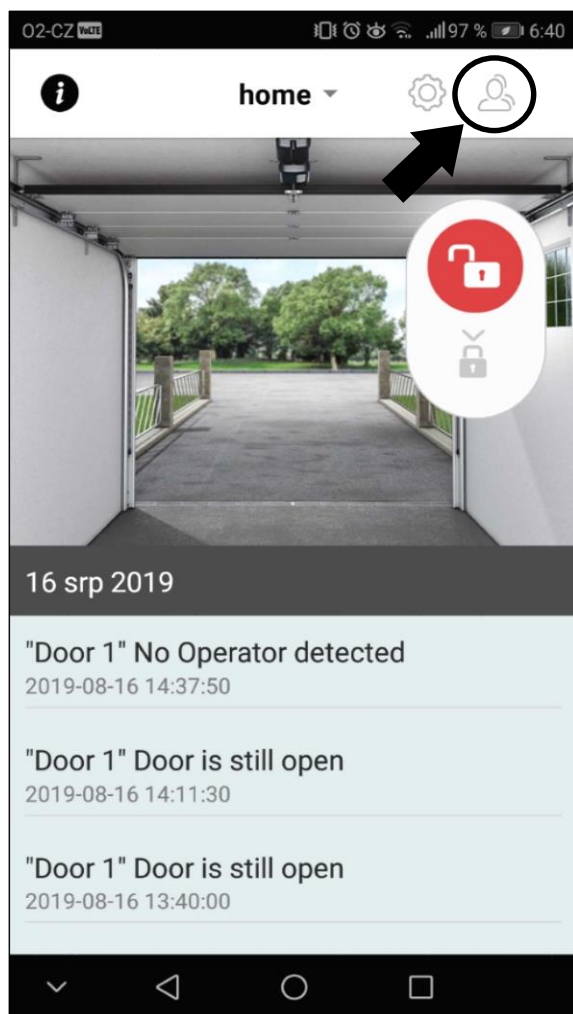 O2-CZ VoLTE 97 % 6:40
i home
16 srp 2019
"Door 1" No Operator detected
2019-08-16 14:37:50
"Door 1" Door is still open
2019-08-16 14:11:30
"Door 1" Door is still open
2019-08-16 13:40:00